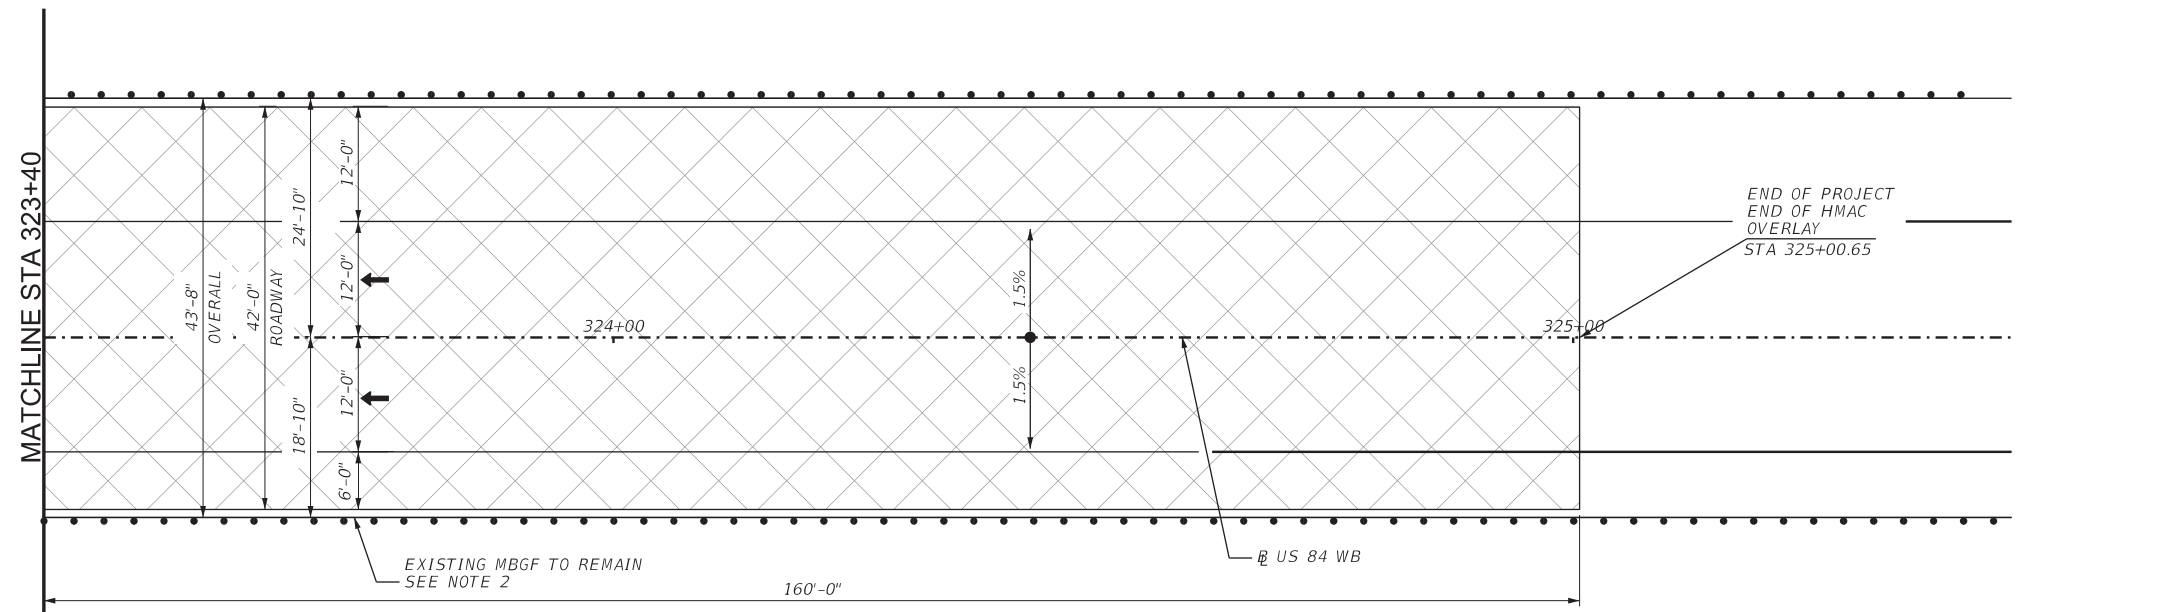 MATCHLINE STA 323+40
43'-8"
OVERALL
42'-0"
ROADWAY
24'-10"
18'-10"
12'-0"
12'-0"
12'-0"
6'-0"
324+00
1.5%
1.5%
325+00
END OF PROJECT
END OF HMAC
OVERLAY
STA 325+00.65
EXISTING MBGF TO REMAIN
SEE NOTE 2
BL US 84 WB
160'-0"